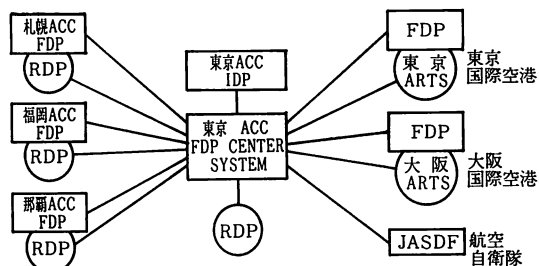 札幌ACC
FDP
RDP
福岡ACC
FDP
RDP
那覇ACC
FDP
RDP
東京ACC
IDP
東京 ACC
FDP CENTER
SYSTEM
RDP
FDP
東京
ARTS
東京
国際空港
FDP
大阪
ARTS
大阪
国際空港
JASDF
航空
自衛隊